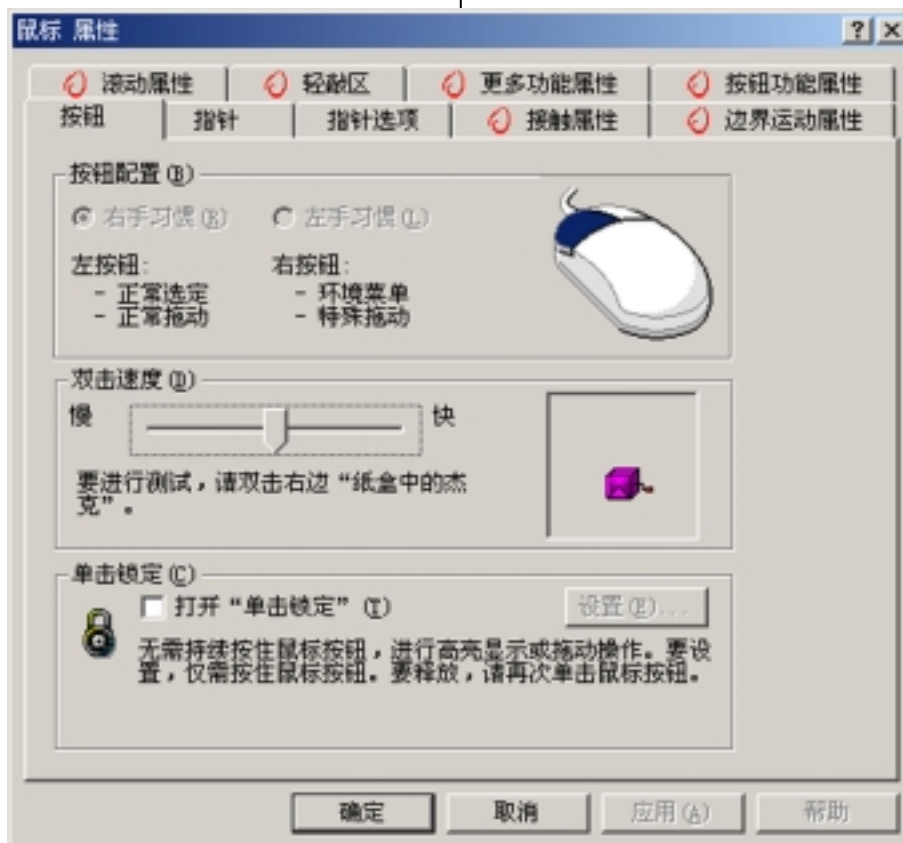 鼠标 属性
滚动属性 轻敲区 更多功能属性 按钮功能属性
按钮 指针 指针选项 接触属性 边界运动属性
按钮配置(B)
右手习惯(R) 左手习惯(L)
左按钮: 右按钮:
- 正常选定 - 环境菜单
- 正常拖动 - 特殊拖动
双击速度(D)
慢 快
要进行测试,请双击右边“纸盒中的杰
克”。
单击锁定(C)
打开“单击锁定”(T) 设置(E)...
无需持续按住鼠标按钮,进行高亮显示或拖动操作。要设
置,仅需按住鼠标按钮。要释放,请再次单击鼠标按钮。
确定 取消 应用(A) 帮助